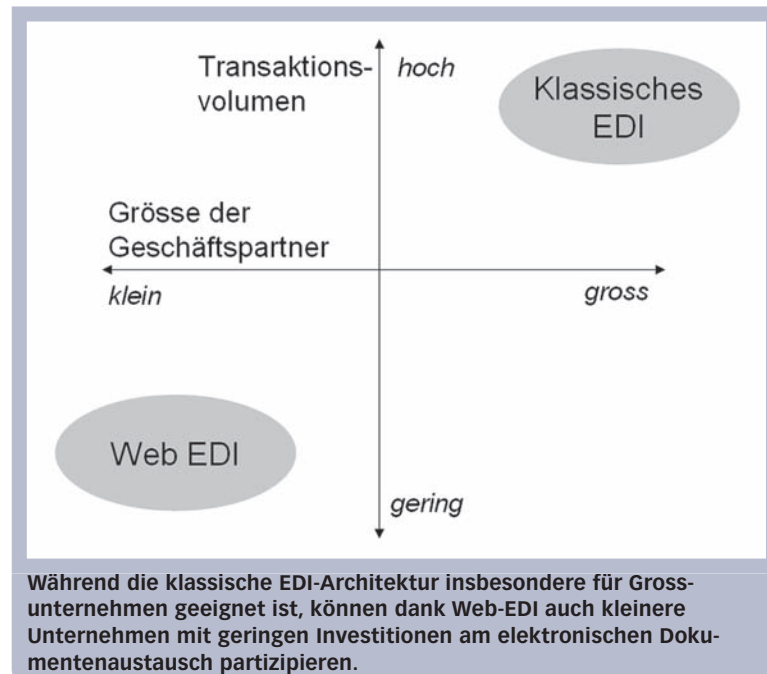 Transaktions-
volumen
hoch
Klassisches
EDI
Grösse der
Geschäftspartner
klein
gross
Web EDI
gering
Während die klassische EDI-Architektur insbesondere für Gross-
unternehmen geeignet ist, können dank Web-EDI auch kleinere
Unternehmen mit geringen Investitionen am elektronischen Doku-
mentenaustausch partizipieren.